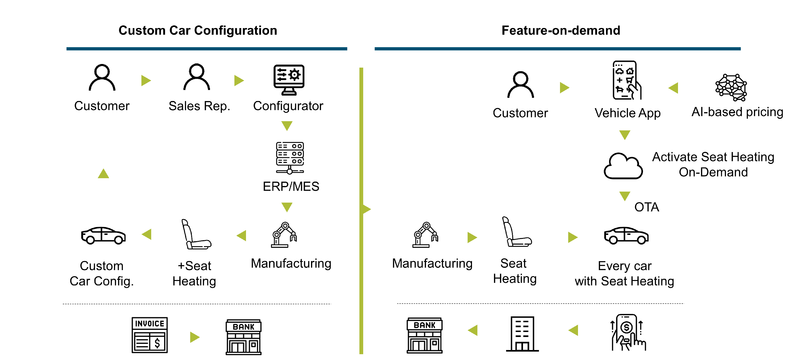 Custom Car Configuration
Customer
Sales Rep.
Configurator
ERP/MES
Custom
Car Config.
+Seat
Heating
Manufacturing
INVOICE
$
BANK
Feature-on-demand
Customer
Vehicle App
AI-based pricing
Activate Seat Heating
On-Demand
OTA
Manufacturing
Seat
Heating
Every car
with Seat Heating
BANK
$